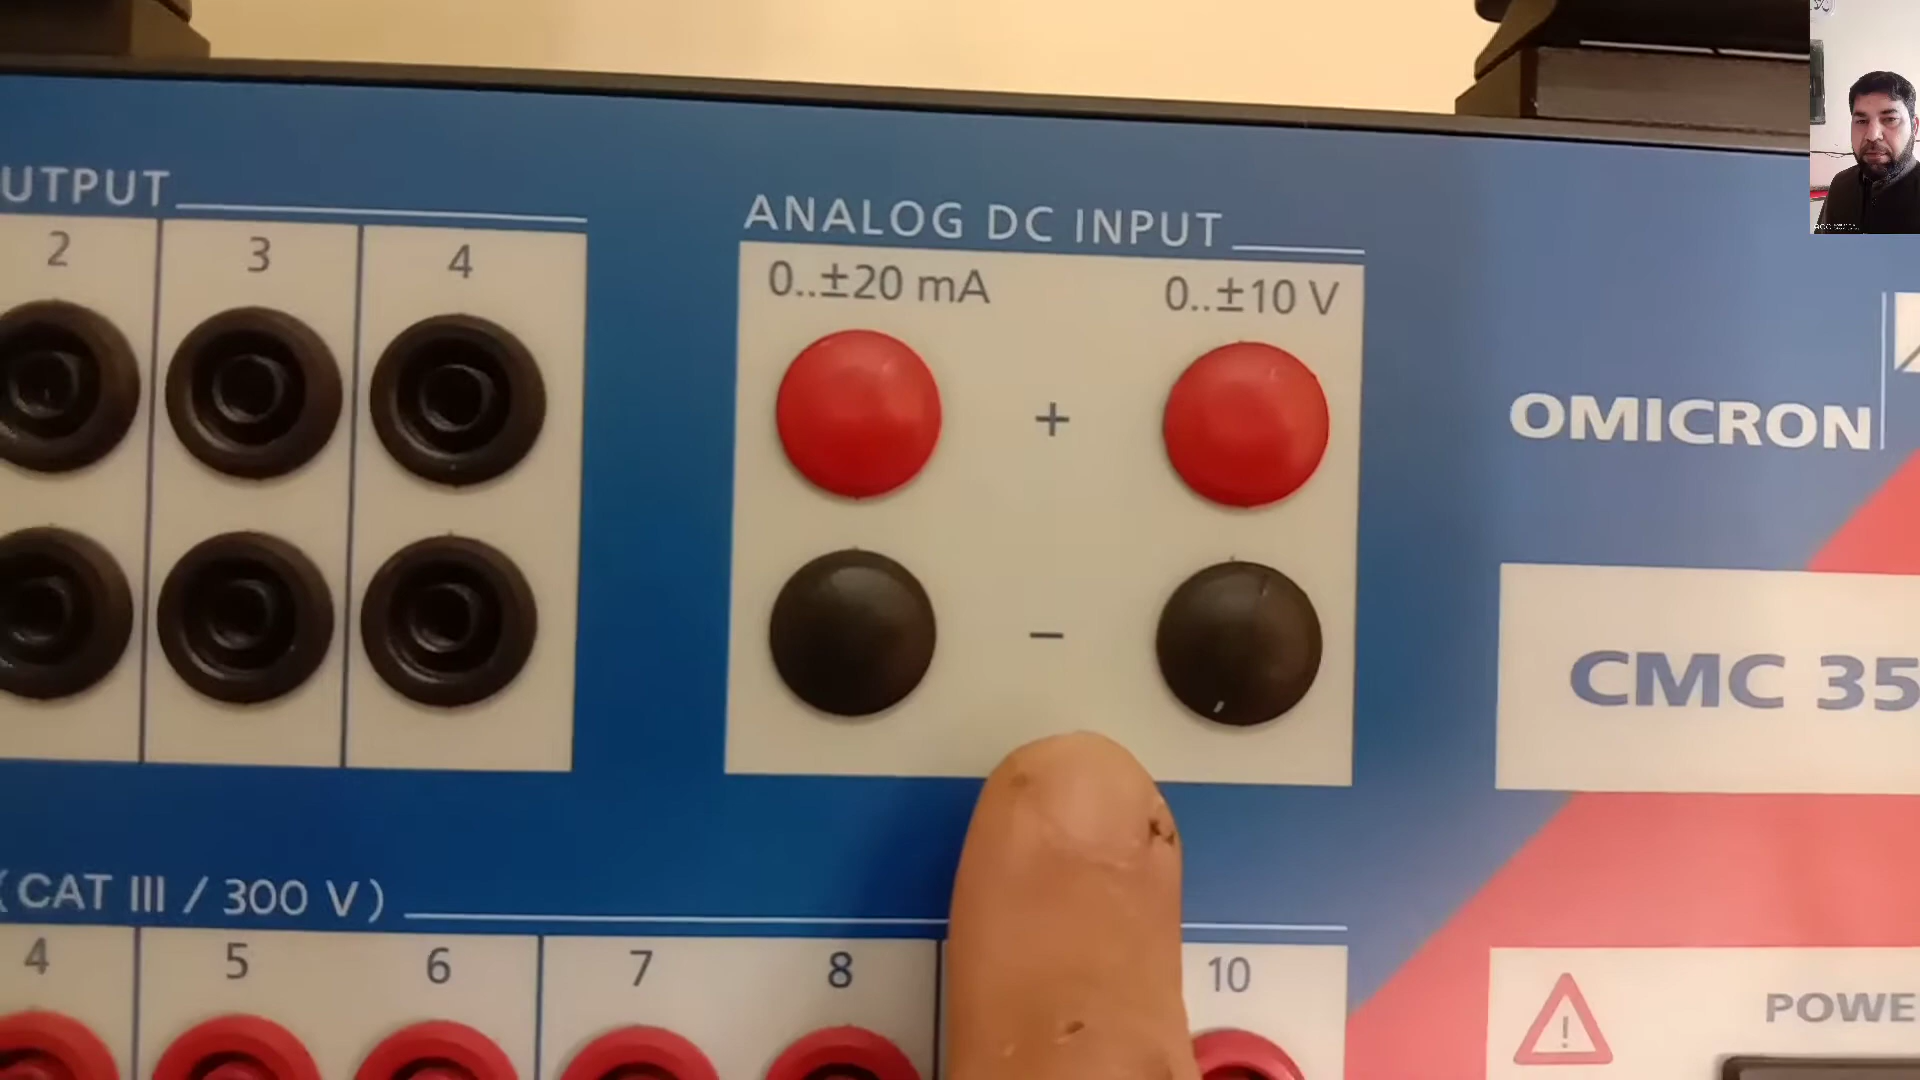 UTPUT
2 3 4
ANALOG DC INPUT
0..±20 mA 0..±10 V
+
−
OMICRON
CMC 35
(CAT III / 300 V)
4 5 6 7 8 10
POWE